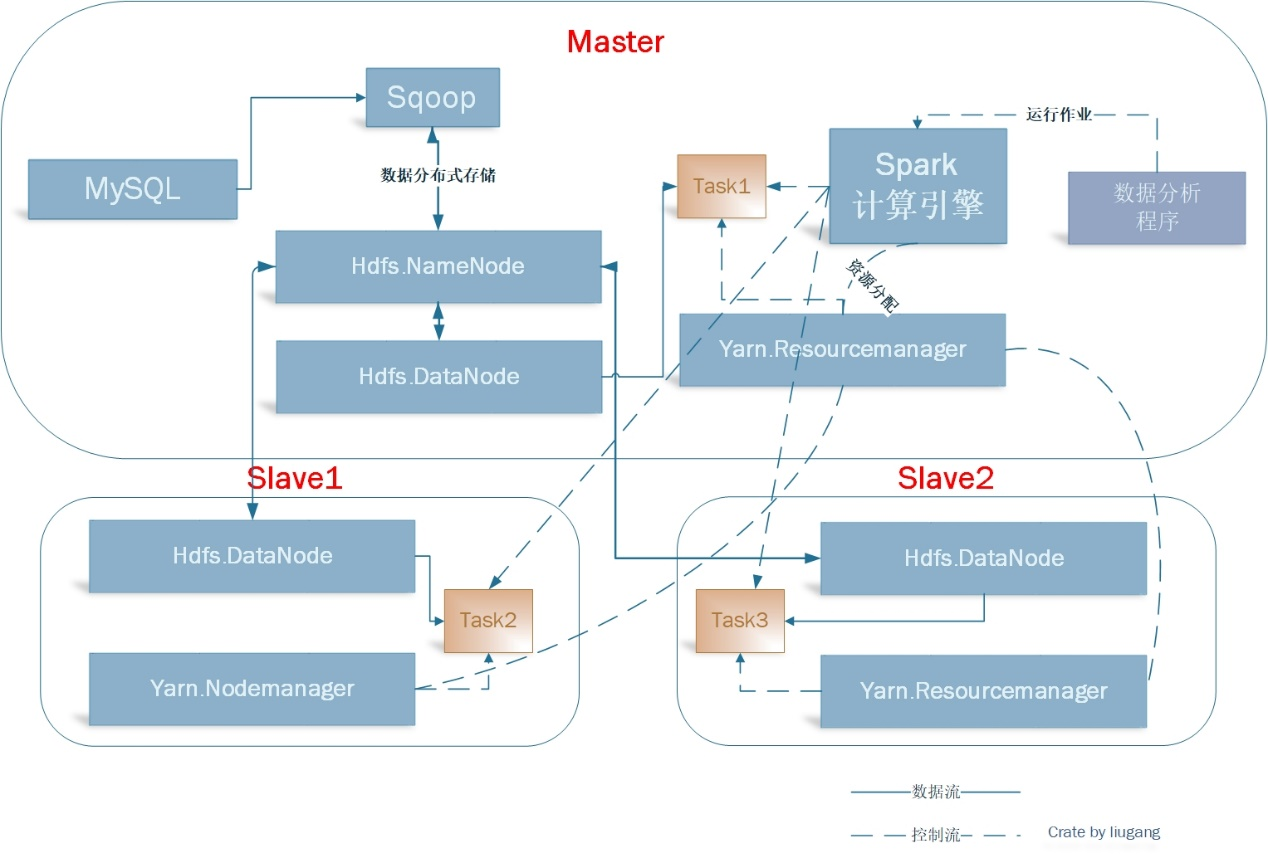 Master
Sqoop
运行作业
MySQL
数据分布式存储
Task1
Spark
计算引擎
数据分析
程序
Hdfs.NameNode
资源分配
Hdfs.DataNode
Yarn.Resourcemanager
Slave1
Slave2
Hdfs.DataNode
Hdfs.DataNode
Task2
Task3
Yarn.Nodemanager
Yarn.Resourcemanager
数据流
控制流
Crate by liugang